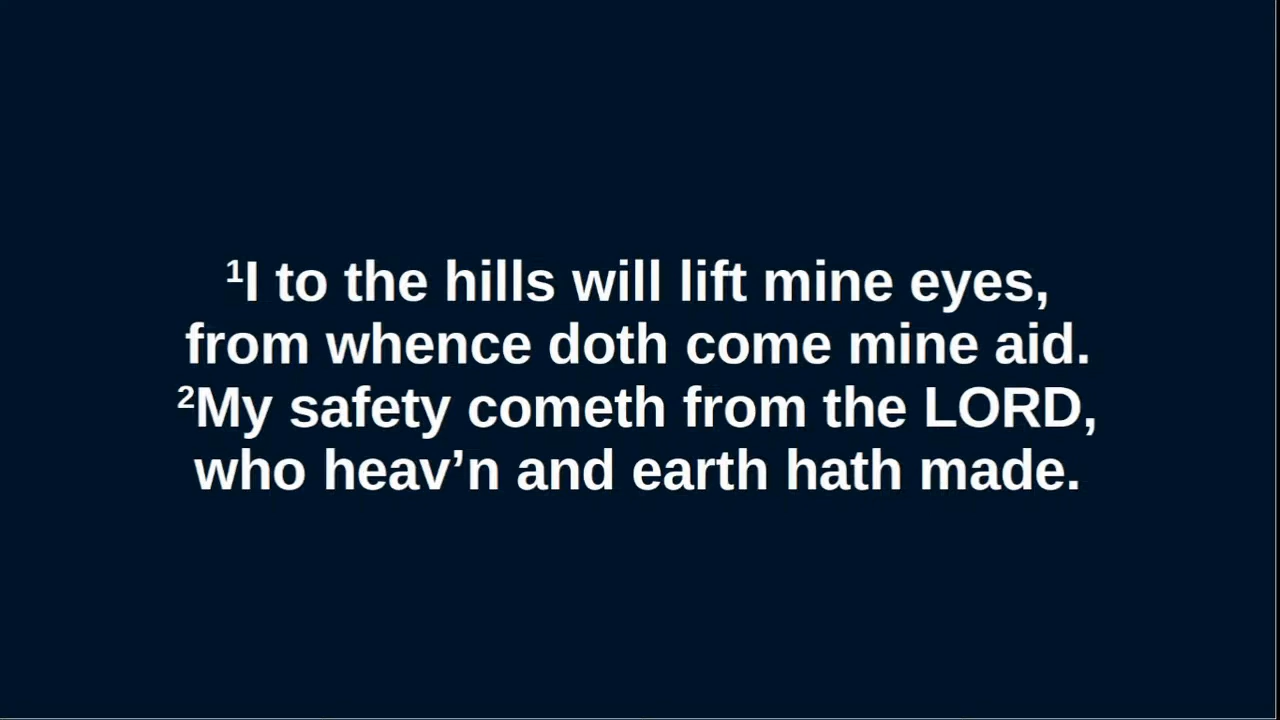 ¹I to the hills will lift mine eyes,
from whence doth come mine aid.
²My safety cometh from the LORD,
who heav’n and earth hath made.